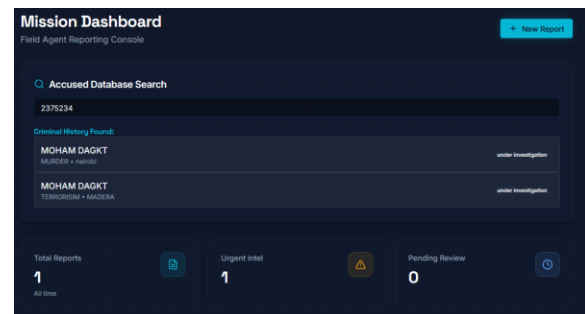 Mission Dashboard
Field Agent Reporting Console
+ New Report
Accused Database Search
2375234
Criminal History Found:
MOHAM DAGKT
MURDER • nairobi
under investigation
MOHAM DAGKT
TERRORISIM • MADERA
under investigation
Total Reports
1
All time
Urgent Intel
1
Pending Review
0